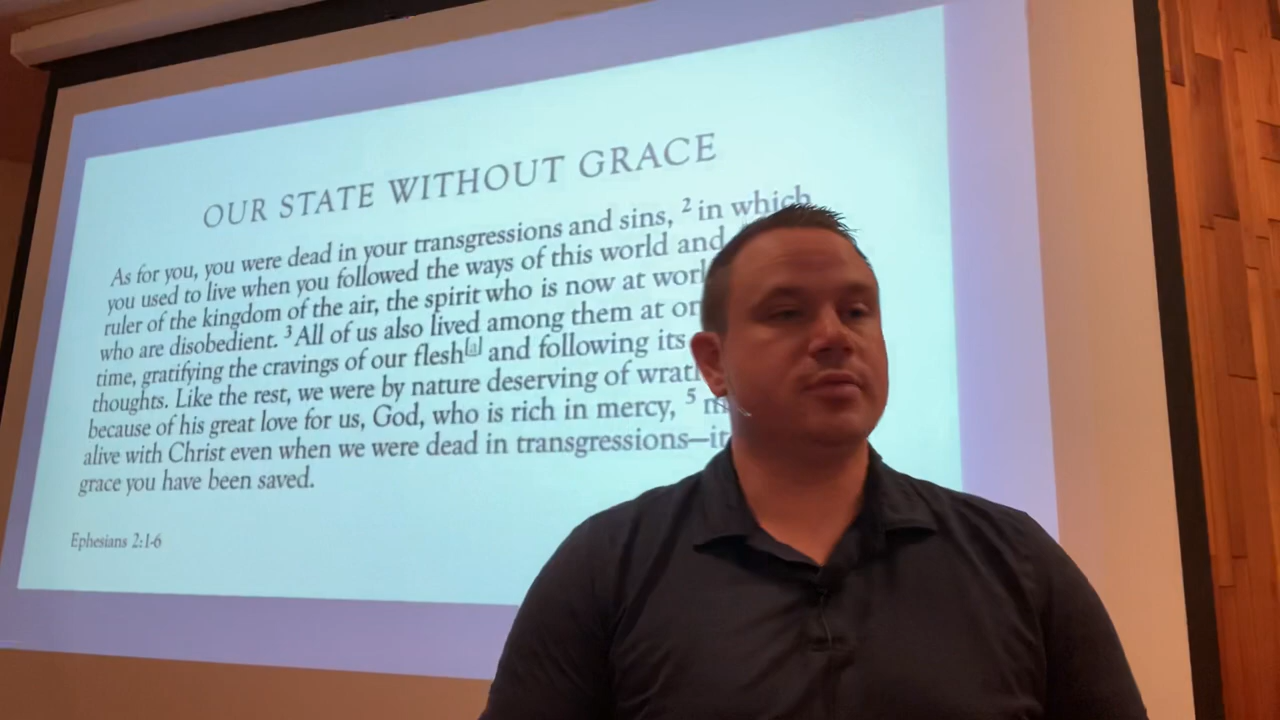 OUR STATE WITHOUT GRACE
As for you, you were dead in your transgressions and sins, ² in which
you used to live when you followed the ways of this world and
ruler of the kingdom of the air, the spirit who is now at
who are disobedient. ³ All of us also lived among them at
time, gratifying the cravings of our flesh[a] and following its
thoughts. Like the rest, we were by nature deserving of
because of his great love for us, God, who is rich in mercy, ⁵
alive with Christ even when we were dead in transgressions—it
grace you have been saved.
Ephesians 2:1-6